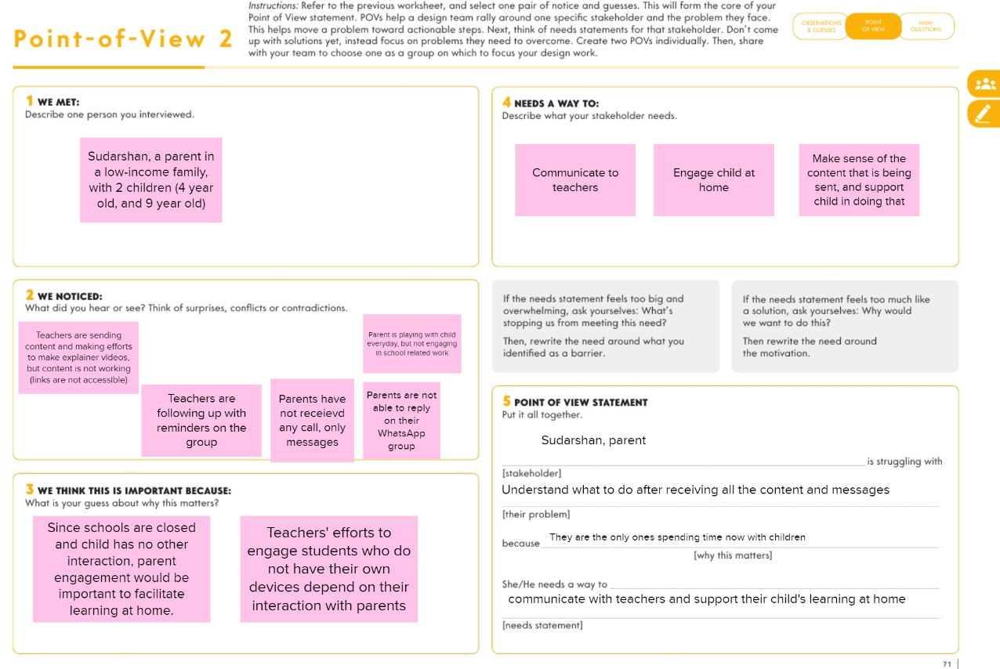 Point-of-View 2
Instructions: Refer to the previous worksheet, and select one pair of notice and guesses. This will form the core of your
Point of View statement. POVs help a design team rally around one specific stakeholder and the problem they face.
This helps move a problem toward actionable steps. Next, think of needs statements for that stakeholder. Don't come
up with solutions yet, instead focus on problems they need to overcome. Create two POVs individually. Then, share
with your team to choose one as a group on which to focus your design work.
OBSERVATIONS
& GUESSES
POINT
OF VIEW
HMW
QUESTIONS
1 WE MET:
Describe one person you interviewed.
Sudarshan, a parent in
a low-income family,
with 2 children (4 year
old, and 9 year old)
2 WE NOTICED:
What did you hear or see? Think of surprises, conflicts or contradictions.
Teachers are sending
content and making efforts
to make explainer videos,
but content is not working
(links are not accessible)
Teachers are
following up with
reminders on the
group
Parents have
not receievd
any call, only
messages
Parent is playing with child
everyday, but not engaging
in school related work
Parents are not
able to reply
on their
WhatsApp
group
3 WE THINK THIS IS IMPORTANT BECAUSE:
What is your guess about why this matters?
Since schools are closed
and child has no other
interaction, parent
engagement would be
important to facilitate
learning at home.
Teachers' efforts to
engage students who do
not have their own
devices depend on their
interaction with parents
4 NEEDS A WAY TO:
Describe what your stakeholder needs.
Communicate to
teachers
Engage child at
home
Make sense of the
content that is being
sent, and support
child in doing that
If the needs statement feels too big and
overwhelming, ask yourselves: What's
stopping us from meeting this need?
Then, rewrite the need around what you
identified as a barrier.
If the needs statement feels too much like
a solution, ask yourselves: Why would
we want to do this?
Then rewrite the need around
the motivation.
5 POINT OF VIEW STATEMENT
Put it all together.
Sudarshan, parent
is struggling with
[stakeholder]
Understand what to do after receiving all the content and messages
[their problem]
because They are the only ones spending time now with children
[why this matters]
She/He needs a way to
communicate with teachers and support their child's learning at home
[needs statement]
71